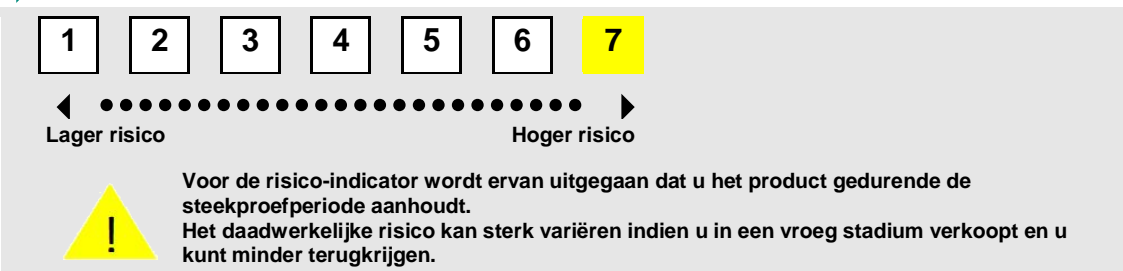 1 2 3 4 5 6 7
Lager risico Hoger risico
!
Voor de risico-indicator wordt ervan uitgegaan dat u het product gedurende de
steekproefperiode aanhoudt.
Het daadwerkelijke risico kan sterk variëren indien u in een vroeg stadium verkoopt en u
kunt minder terugkrijgen.